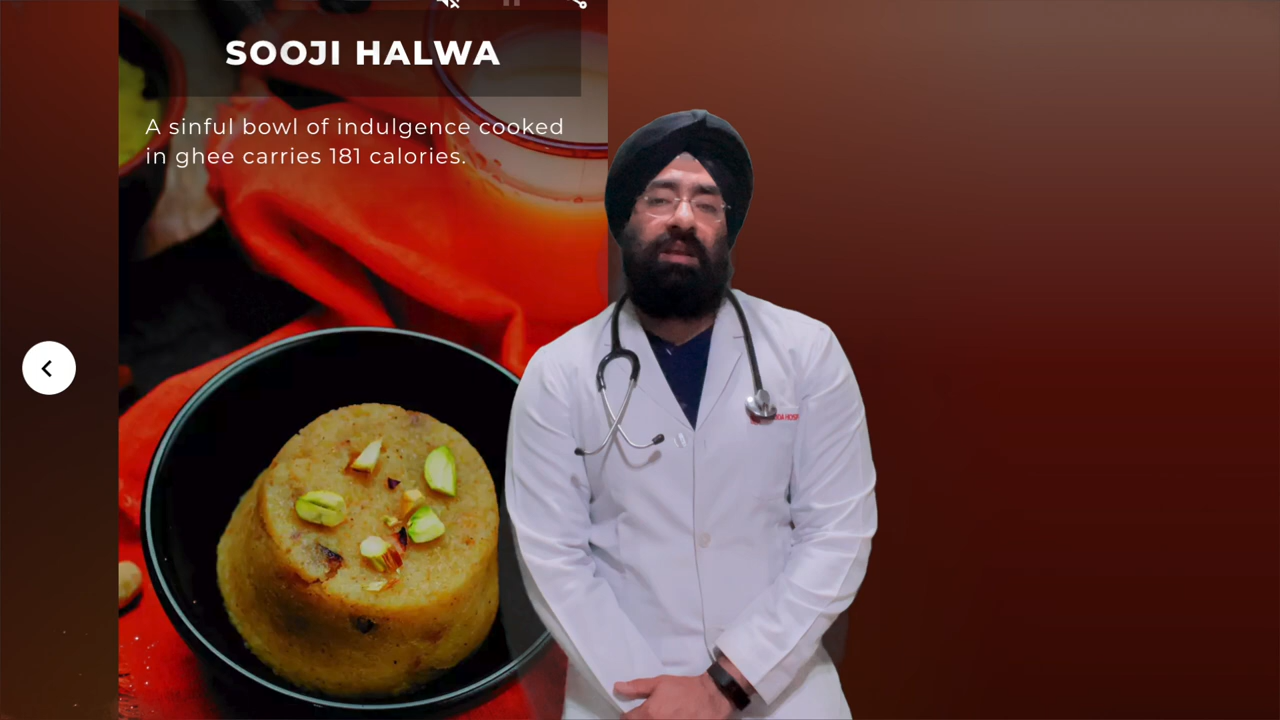 SOOJI HALWA
A sinful bowl of indulgence cooked
in ghee carries 181 calories.